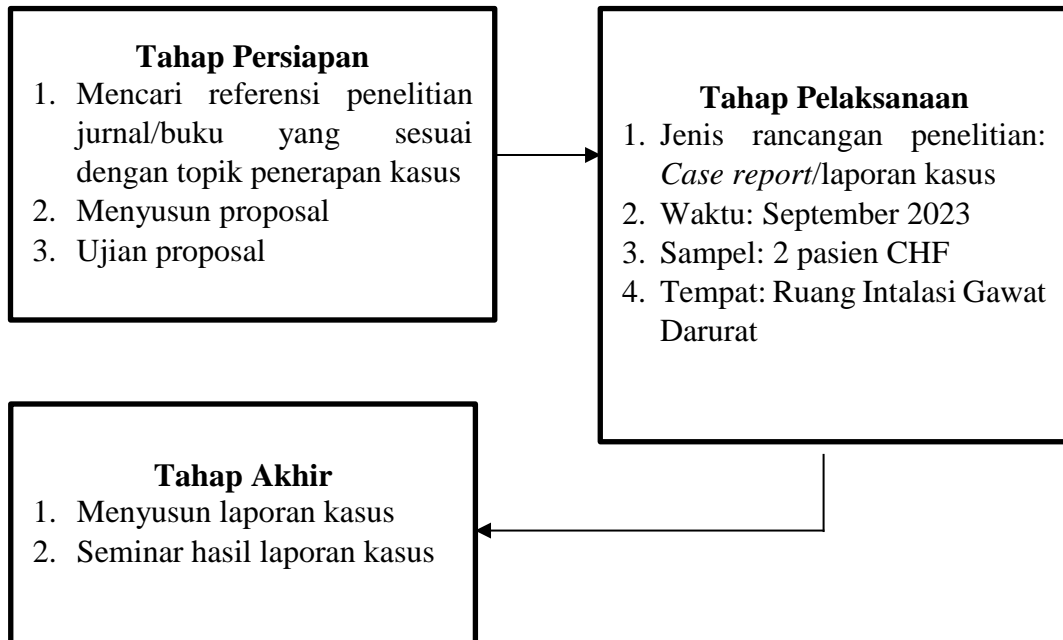 Tahap Persiapan
1. Mencari referensi penelitian
jurnal/buku yang sesuai
dengan topik penerapan kasus
2. Menyusun proposal
3. Ujian proposal
Tahap Pelaksanaan
1. Jenis rancangan penelitian:
Case report/laporan kasus
2. Waktu: September 2023
3. Sampel: 2 pasien CHF
4. Tempat: Ruang Intalasi Gawat
Darurat
Tahap Akhir
1. Menyusun laporan kasus
2. Seminar hasil laporan kasus